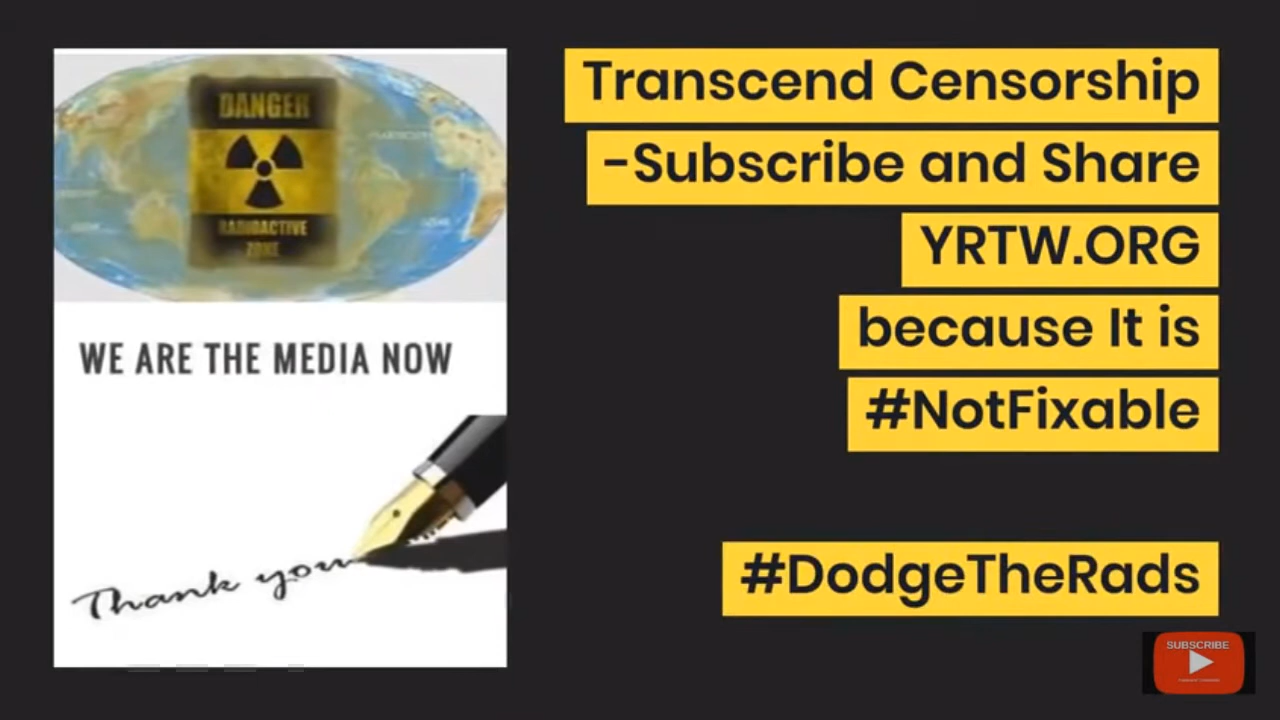 DANGER
RADIOACTIVE
ZONE
WE ARE THE MEDIA NOW
Thank you
Transcend Censorship
-Subscribe and Share
YRTW.ORG
because It is
#NotFixable
#DodgeTheRads
SUBSCRIBE